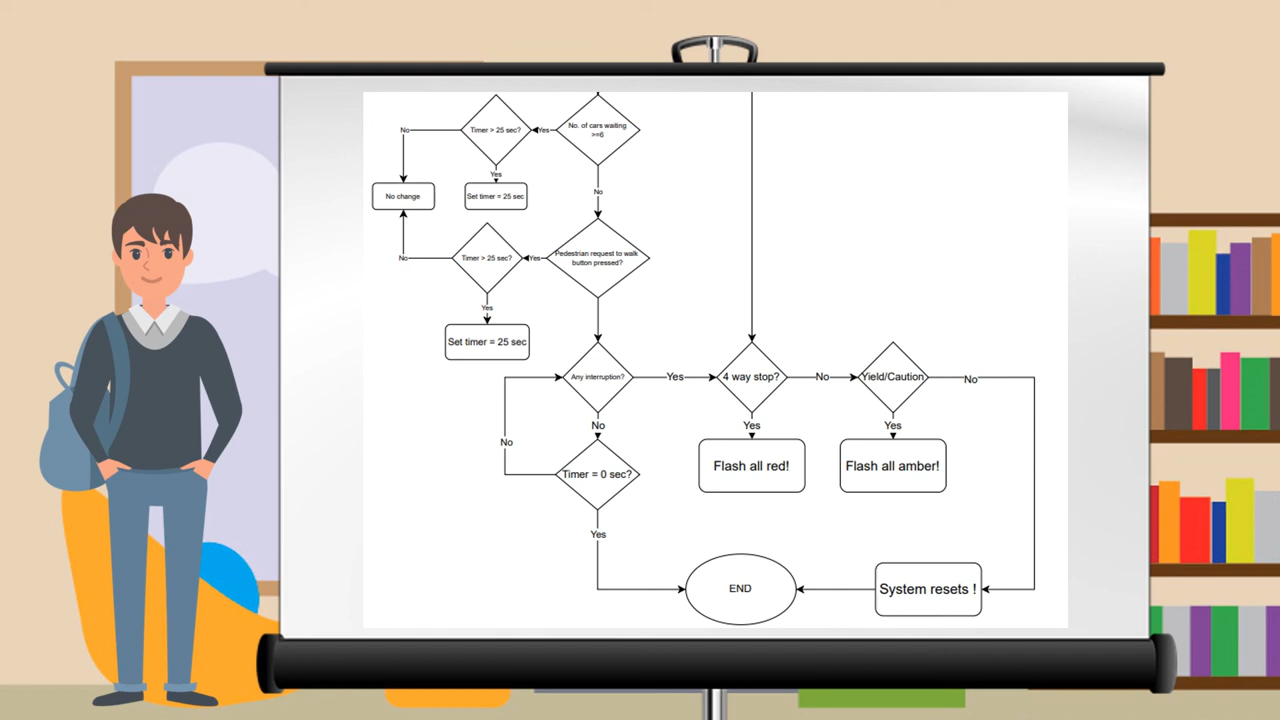 No
Timer > 25 sec?
Yes
No. of cars waiting
>=6
Yes
No change
Set timer = 25 sec
No
Pedestrian request to walk
button pressed?
Yes
Timer > 25 sec?
No
Yes
Set timer = 25 sec
Any interruption?
Yes
4 way stop?
No
Yield/Caution
No
No
Yes
Yes
No
Flash all red!
Flash all amber!
Timer = 0 sec?
Yes
END
System resets !